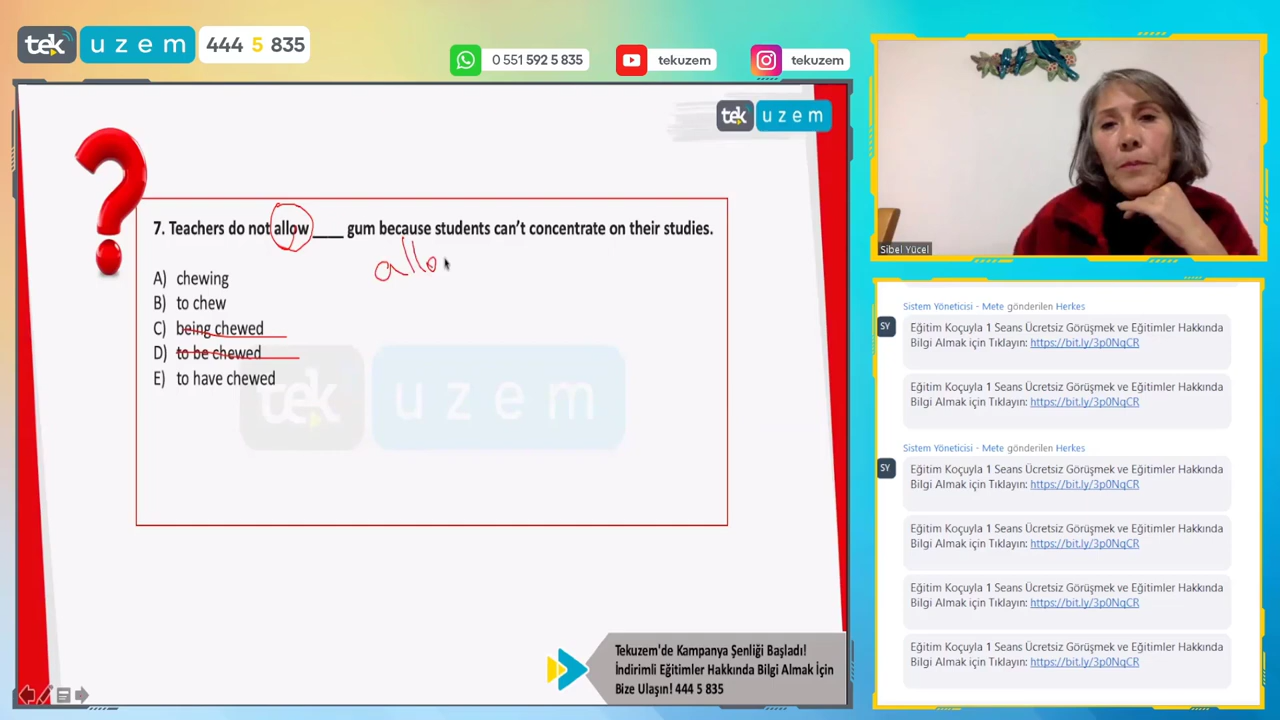 tek
uzem
444 5 835
0 551 592 5 835
tekuzem
tekuzem
tek uzem
7. Teachers do not allow ____ gum because students can't concentrate on their studies.
allo
A) chewing
B) to chew
C) being chewed
D) to be chewed
E) to have chewed
tek uzem
Tekuzem'de Kampanya Şenliği Başladı!
İndirimli Eğitimler Hakkında Bilgi Almak İçin
Bize Ulaşın! 444 5 835
Sibel Yücel
Sistem Yöneticisi - Mete gönderilen Herkes
SY
Eğitim Koçuyla 1 Seans Ücretsiz Görüşmek ve Eğitimler Hakkında
Bilgi Almak için Tıklayın: https://bit.ly/3p0NqCR
Eğitim Koçuyla 1 Seans Ücretsiz Görüşmek ve Eğitimler Hakkında
Bilgi Almak için Tıklayın: https://bit.ly/3p0NqCR
Sistem Yöneticisi - Mete gönderilen Herkes
SY
Eğitim Koçuyla 1 Seans Ücretsiz Görüşmek ve Eğitimler Hakkında
Bilgi Almak için Tıklayın: https://bit.ly/3p0NqCR
Eğitim Koçuyla 1 Seans Ücretsiz Görüşmek ve Eğitimler Hakkında
Bilgi Almak için Tıklayın: https://bit.ly/3p0NqCR
Eğitim Koçuyla 1 Seans Ücretsiz Görüşmek ve Eğitimler Hakkında
Bilgi Almak için Tıklayın: https://bit.ly/3p0NqCR
Eğitim Koçuyla 1 Seans Ücretsiz Görüşmek ve Eğitimler Hakkında
Bilgi Almak için Tıklayın: https://bit.ly/3p0NqCR